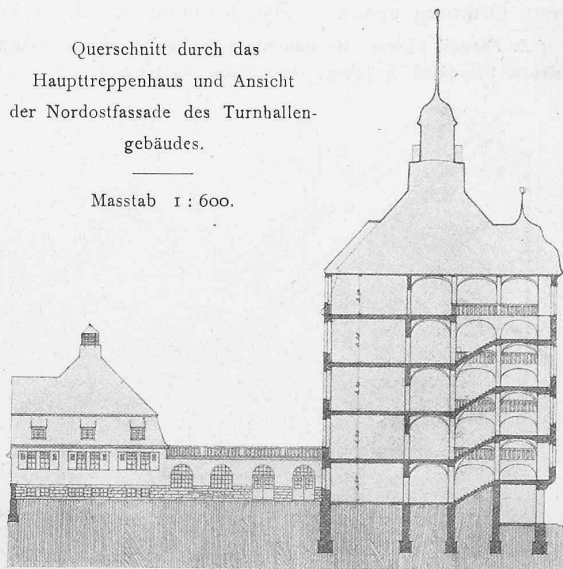 Querschnitt durch das
Haupttreppenhaus und Ansicht
der Nordostfassade des Turnhallen-
gebäudes.
Masstab 1 : 600.